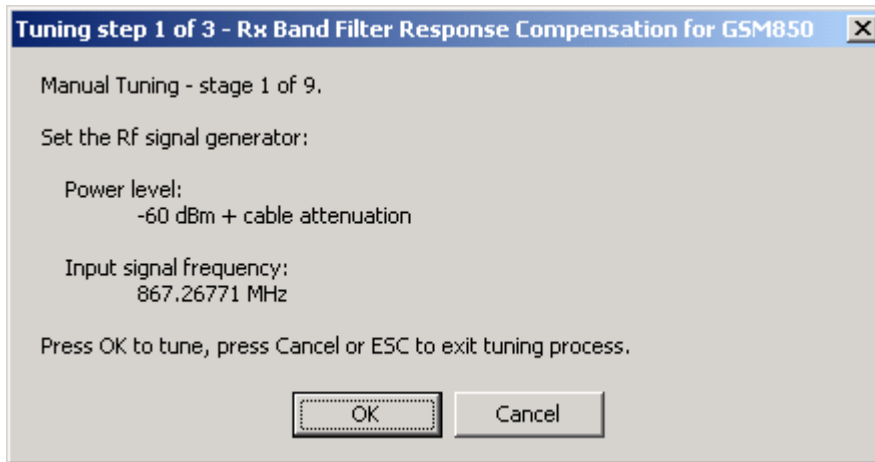 Tuning step 1 of 3 - Rx Band Filter Response Compensation for GSM850
Manual Tuning - stage 1 of 9.
Set the Rf signal generator:
Power level:
-60 dBm + cable attenuation
Input signal frequency:
867.26771 MHz
Press OK to tune, press Cancel or ESC to exit tuning process.
OK Cancel